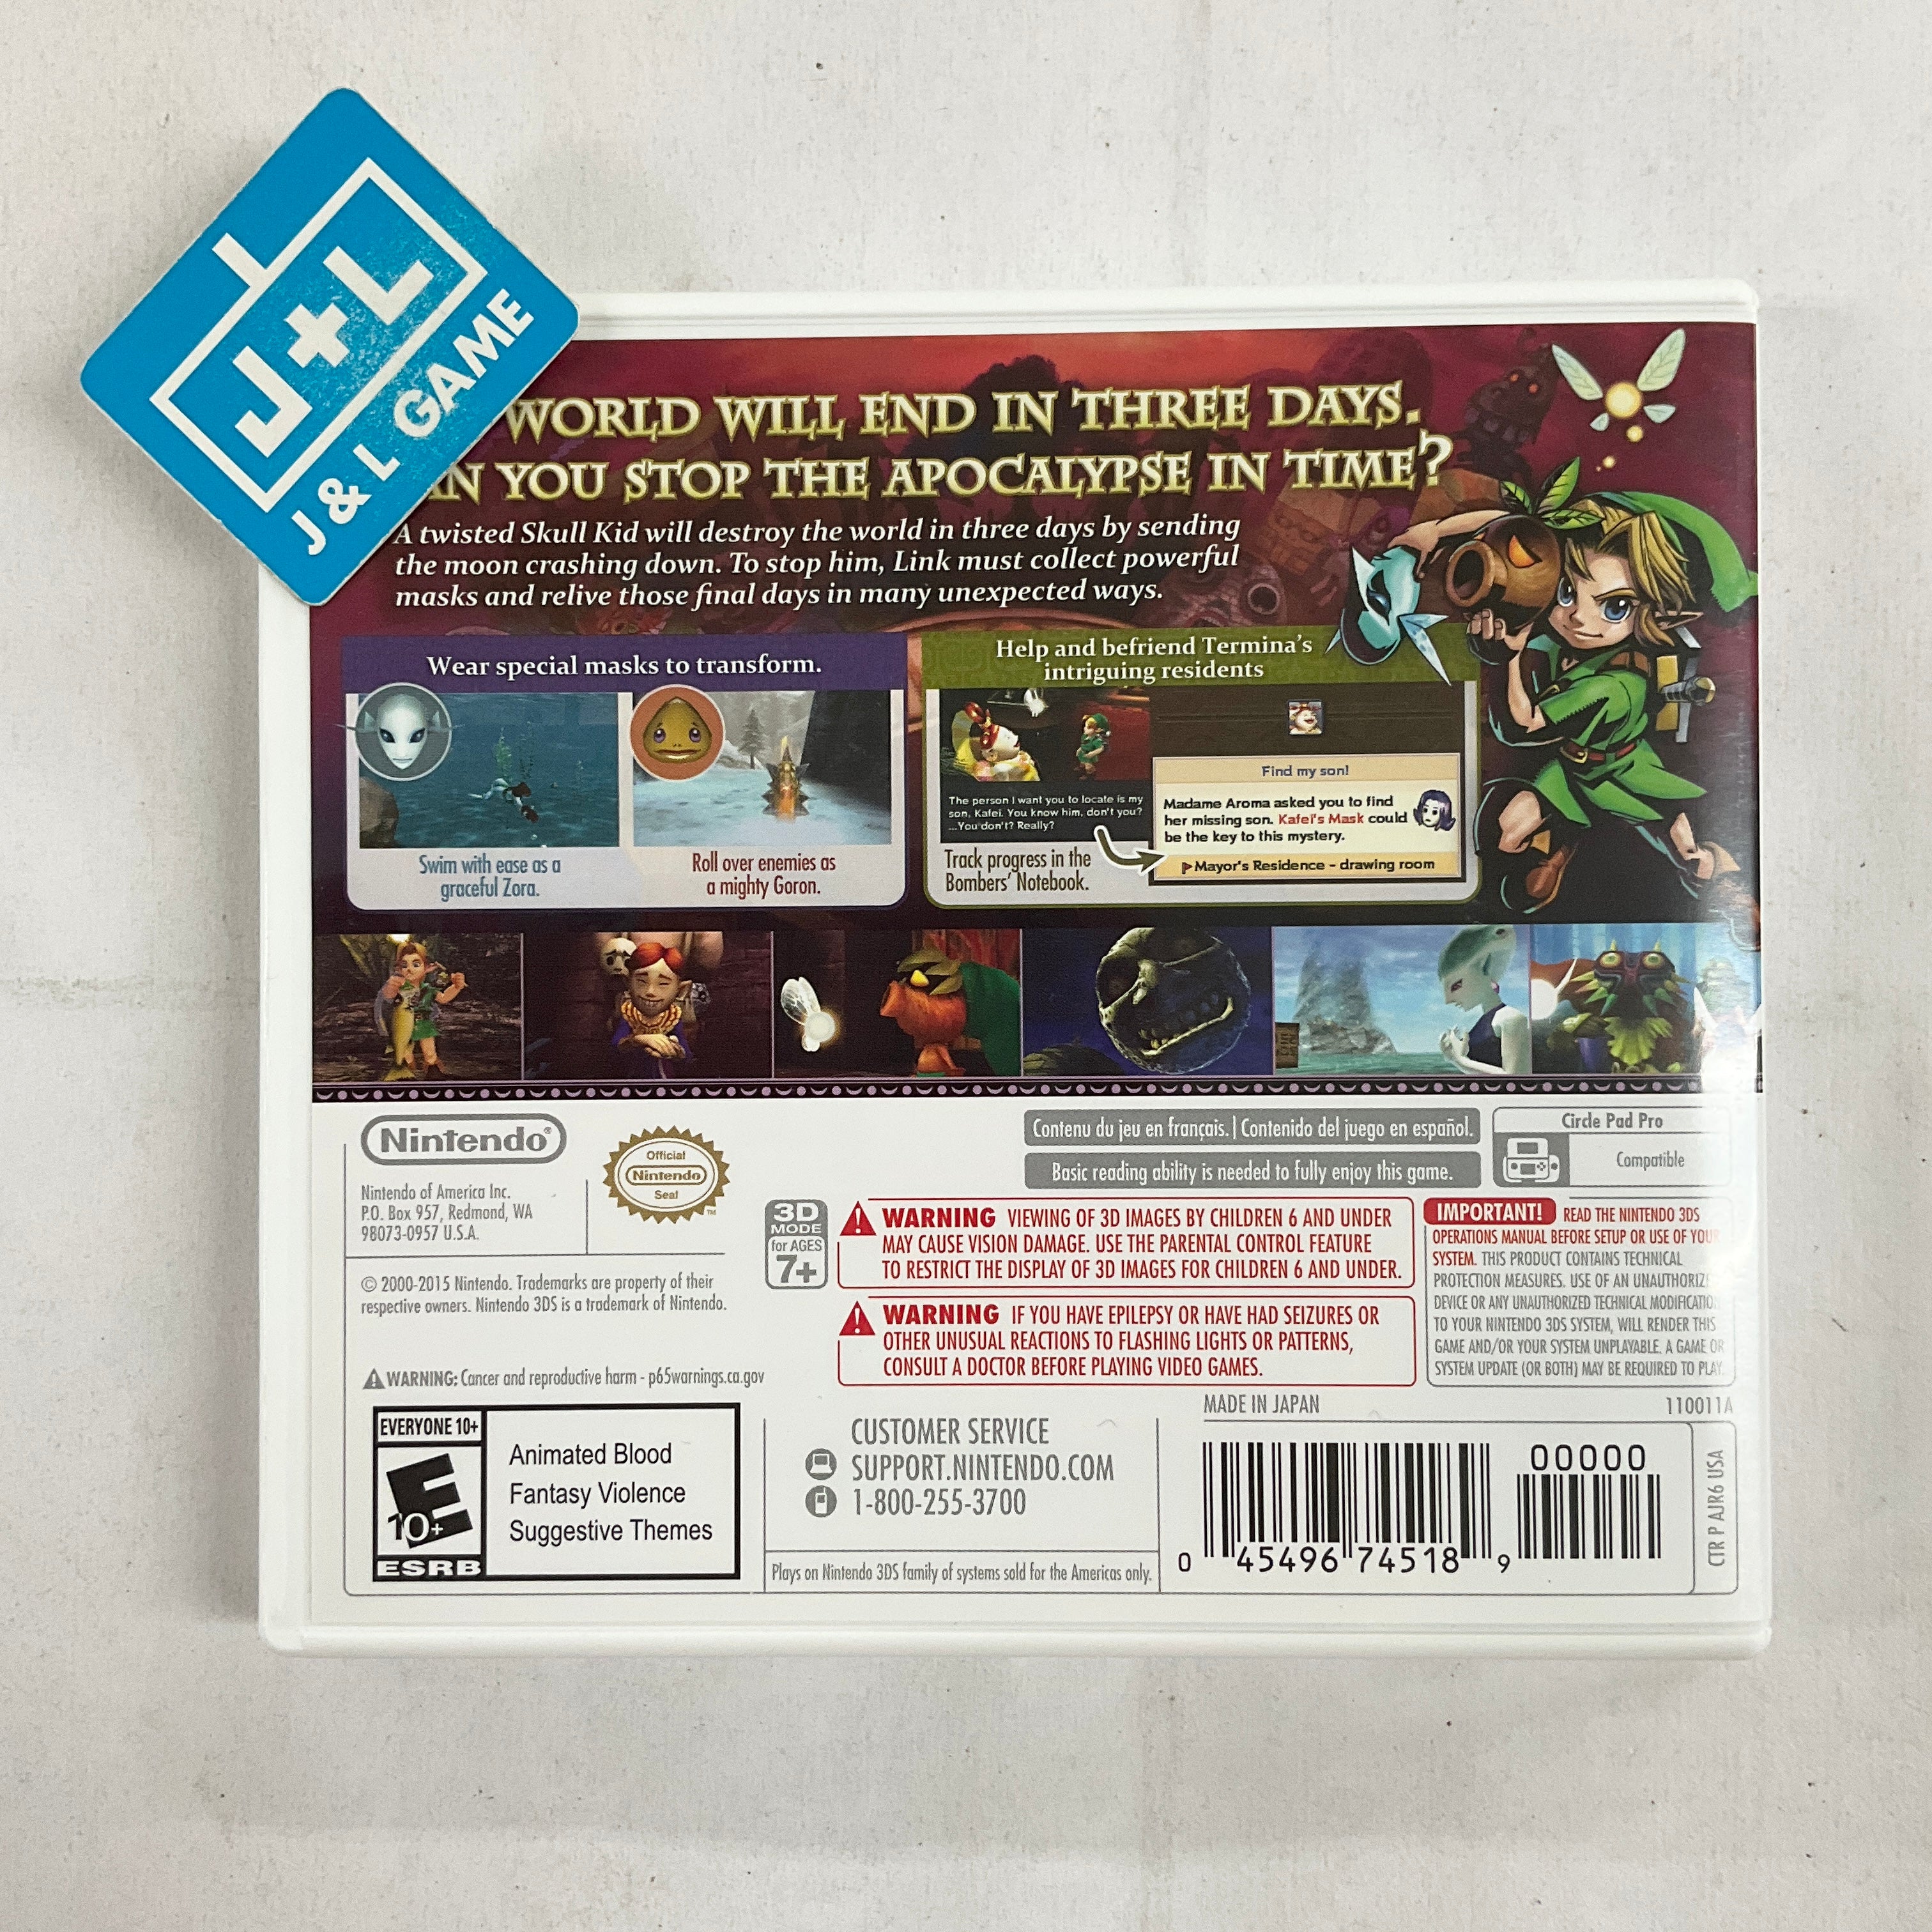 J+L
J & L GAME
WORLD WILL END IN THREE DAYS.
YOU STOP THE APOCALYPSE IN TIME?
A twisted Skull Kid will destroy the world in three days by sending
the moon crashing down. To stop him, Link must collect powerful
masks and relive those final days in many unexpected ways.
Wear special masks to transform.
Swim with ease as a
graceful Zora.
Roll over enemies as
a mighty Goron.
Help and befriend Termina's
intriguing residents
The person I want you to locate is my
son, Kafei. You know him, don't you?
...You don't? Really?
Track progress in the
Bombers' Notebook.
Find my son!
Madame Aroma asked you to find
her missing son. Kafei's Mask could
be the key to this mystery.
Mayor's Residence - drawing room
Nintendo®
Nintendo of America Inc.
P.O. Box 957, Redmond, WA
98073-0957 U.S.A.
Official
Nintendo
Seal
™
© 2000-2015 Nintendo. Trademarks are property of their
respective owners. Nintendo 3DS is a trademark of Nintendo.
WARNING: Cancer and reproductive harm - p65warnings.ca.gov
Contenu du jeu en français. | Contenido del juego en español.
Basic reading ability is needed to fully enjoy this game.
Circle Pad Pro
Compatible
3D
MODE
for AGES
7+
WARNING VIEWING OF 3D IMAGES BY CHILDREN 6 AND UNDER
MAY CAUSE VISION DAMAGE. USE THE PARENTAL CONTROL FEATURE
TO RESTRICT THE DISPLAY OF 3D IMAGES FOR CHILDREN 6 AND UNDER.
WARNING IF YOU HAVE EPILEPSY OR HAVE HAD SEIZURES OR
OTHER UNUSUAL REACTIONS TO FLASHING LIGHTS OR PATTERNS,
CONSULT A DOCTOR BEFORE PLAYING VIDEO GAMES.
IMPORTANT! READ THE NINTENDO 3DS
OPERATIONS MANUAL BEFORE SETUP OR USE OF YOUR
SYSTEM. THIS PRODUCT CONTAINS TECHNICAL
PROTECTION MEASURES. USE OF AN UNAUTHORIZ
DEVICE OR ANY UNAUTHORIZED TECHNICAL MODIFICATIO
TO YOUR NINTENDO 3DS SYSTEM, WILL RENDER THIS
GAME AND/OR YOUR SYSTEM UNPLAYABLE. A GAME OR
SYSTEM UPDATE (OR BOTH) MAY BE REQUIRED TO PLAY.
EVERYONE 10+
E
10+
ESRB
Animated Blood
Fantasy Violence
Suggestive Themes
CUSTOMER SERVICE
SUPPORT.NINTENDO.COM
1-800-255-3700
Plays on Nintendo 3DS family of systems sold for the Americas only.
MADE IN JAPAN
110011A
00000
0 45496 74518 9
CTR P AJR6 USA